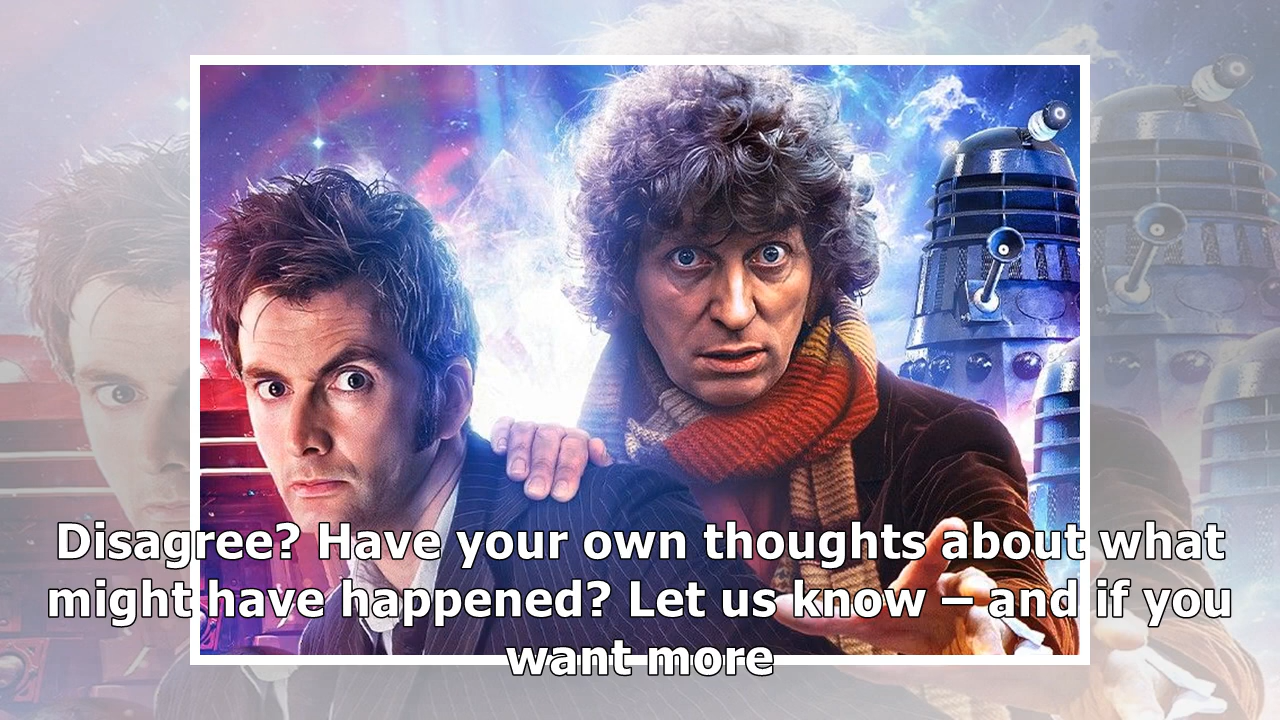 Disagree? Have your own thoughts about what
might have happened? Let us know – and if you
want more